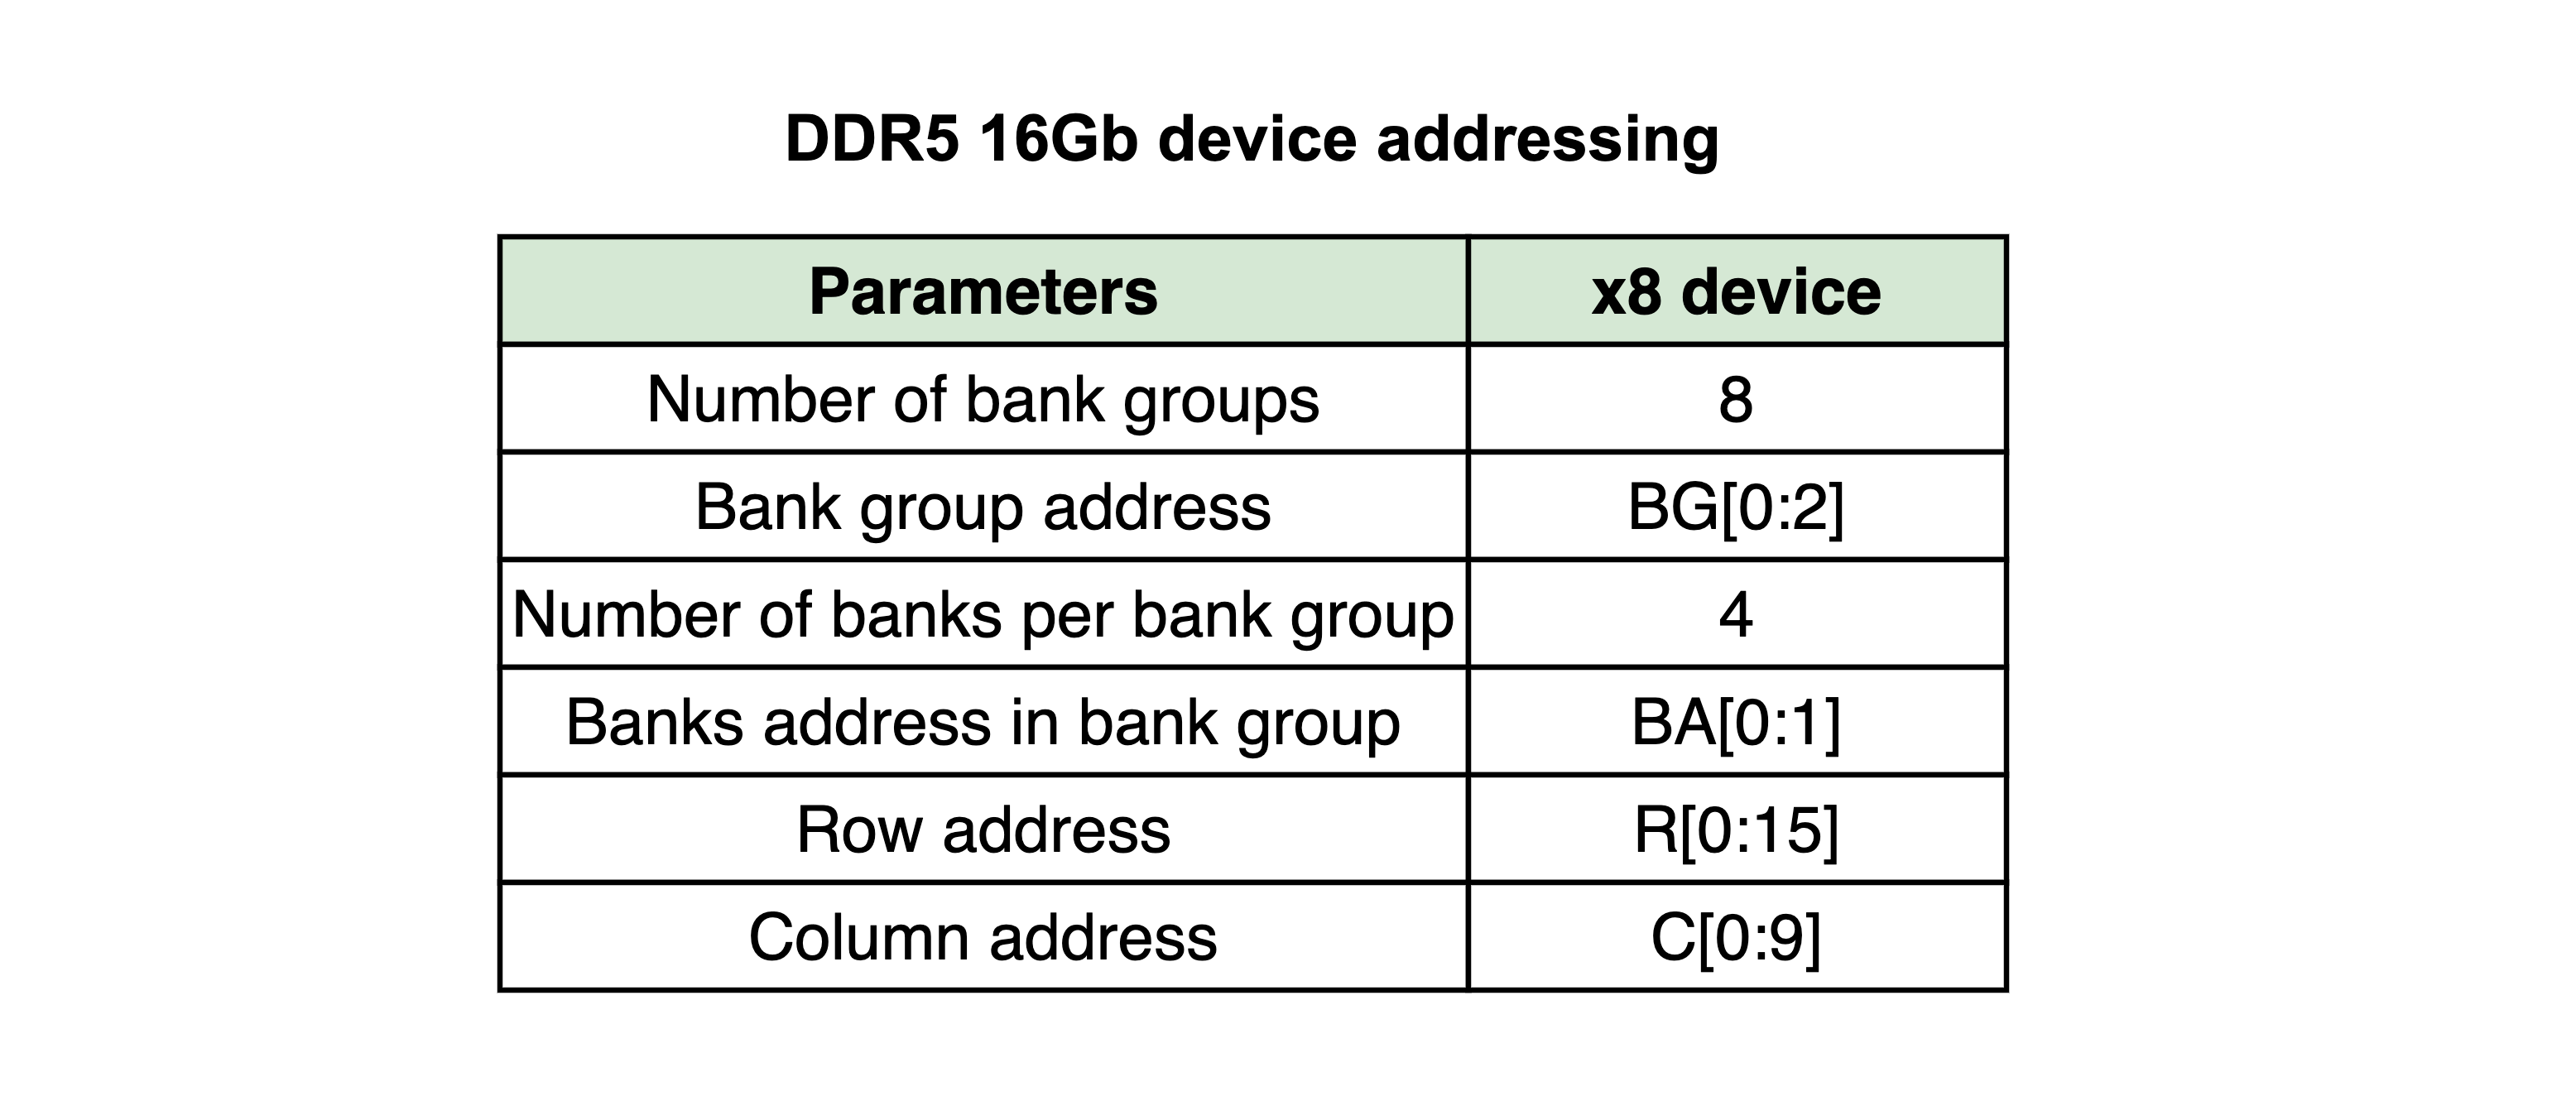 DDR5 16Gb device addressing
Parameters x8 device
Number of bank groups 8
Bank group address BG[0:2]
Number of banks per bank group 4
Banks address in bank group BA[0:1]
Row address R[0:15]
Column address C[0:9]